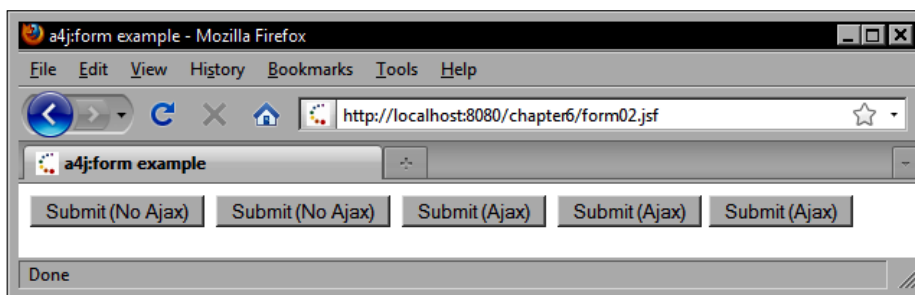 a4j:form example - Mozilla Firefox
File Edit View History Bookmarks Tools Help
http://localhost:8080/chapter6/form02.jsf
a4j:form example
Submit (No Ajax) Submit (No Ajax) Submit (Ajax) Submit (Ajax) Submit (Ajax)
Done